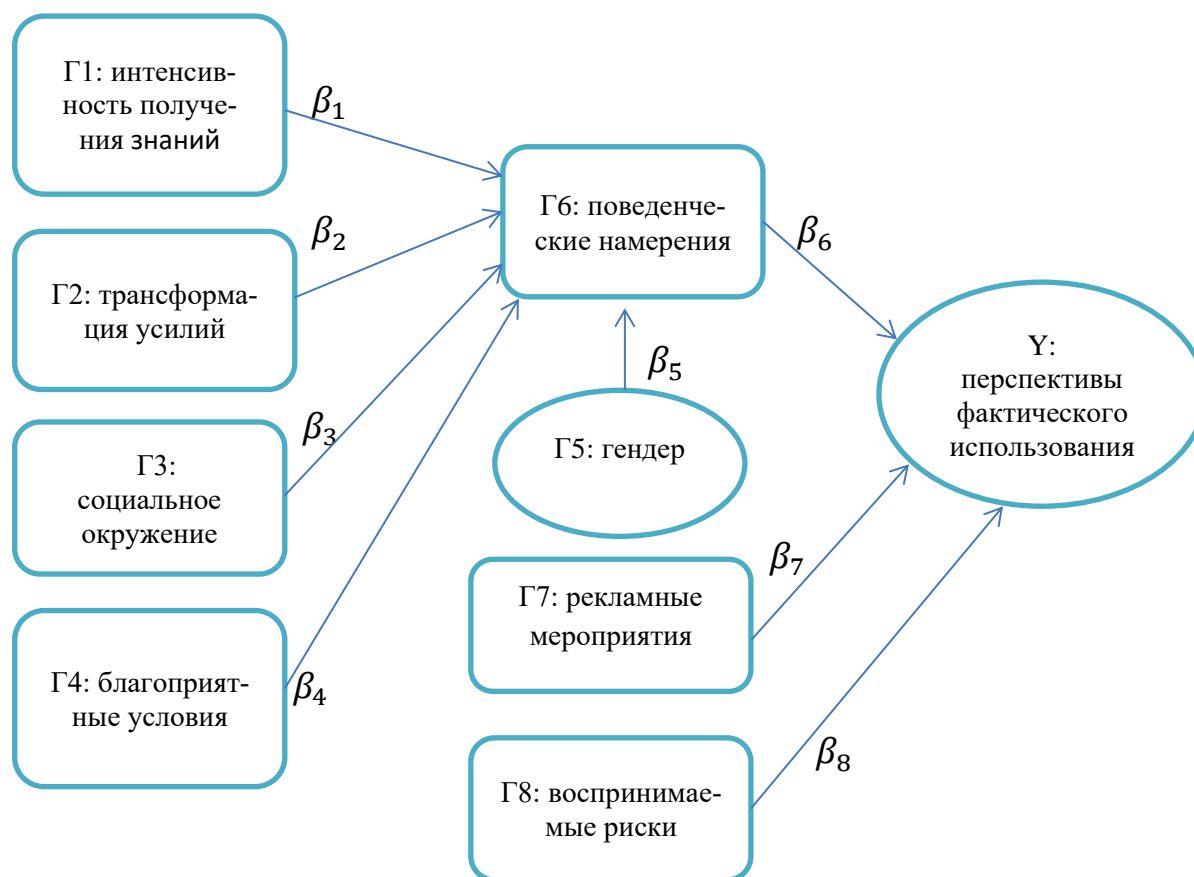 Г1: интенсив-
ность получе-
ния знаний
β₁
Г2: трансформа-
ция усилий
β₂
Г3:
социальное
окружение
β₃
Г4: благоприят-
ные условия
β₄
Г6: поведенче-
ские намерения
β₆
β₅
Г5: гендер
Г7: рекламные
мероприятия
β₇
Г8: воспринимае-
мые риски
β₈
Y:
перспективы
фактического
использования